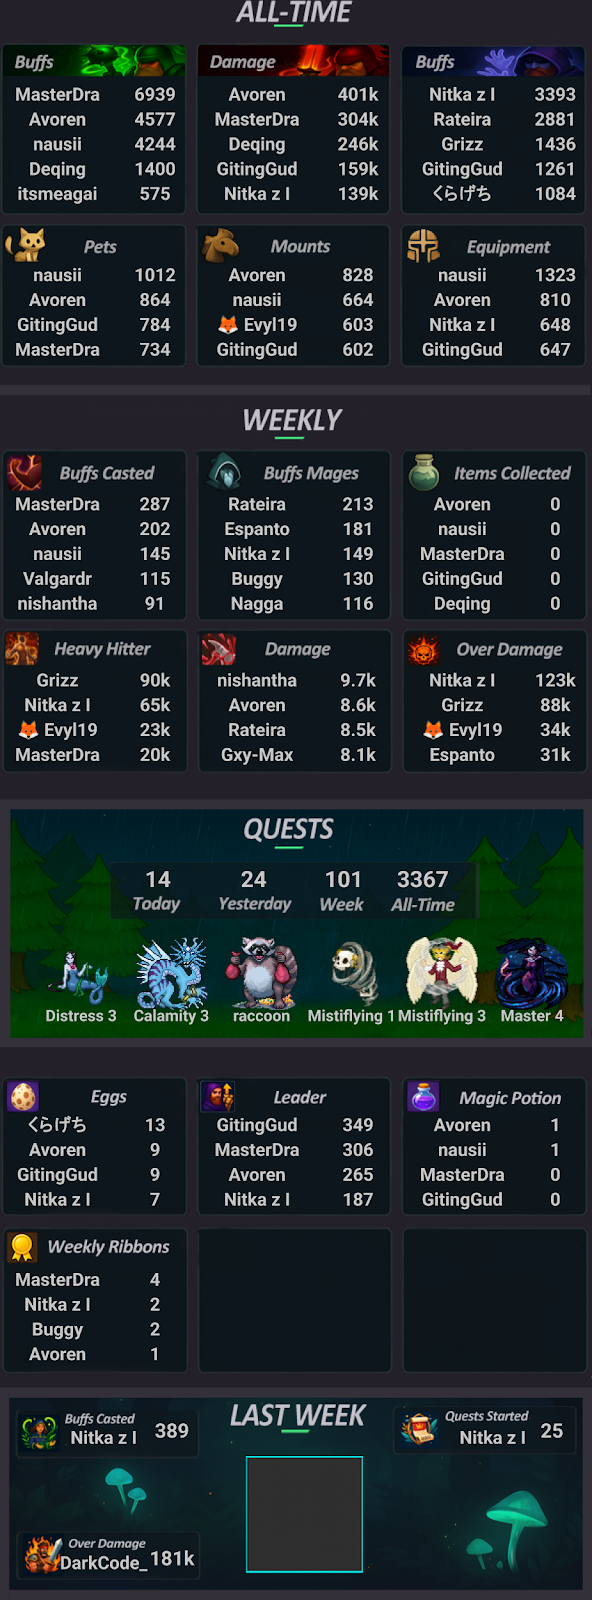 ALL-TIME
Buffs
MasterDra 6939
Avoren 4577
nausii 4244
Deqing 1400
itsmeagai 575
Damage
Avoren 401k
MasterDra 304k
Deqing 246k
GitingGud 159k
Nitka z I 139k
Buffs
Nitka z I 3393
Rateira 2881
Grizz 1436
GitingGud 1261
くらげち 1084
Pets
nausii 1012
Avoren 864
GitingGud 784
MasterDra 734
Mounts
Avoren 828
nausii 664
🦊 Evyl19 603
GitingGud 602
Equipment
nausii 1323
Avoren 810
Nitka z I 648
GitingGud 647
WEEKLY
Buffs Casted
MasterDra 287
Avoren 202
nausii 145
Valgardr 115
nishantha 91
Buffs Mages
Rateira 213
Espanto 181
Nitka z I 149
Buggy 130
Nagga 116
Items Collected
Avoren 0
nausii 0
MasterDra 0
GitingGud 0
Deqing 0
Heavy Hitter
Grizz 90k
Nitka z I 65k
🦊 Evyl19 23k
MasterDra 20k
Damage
nishantha 9.7k
Avoren 8.6k
Rateira 8.5k
Gxy-Max 8.1k
Over Damage
Nitka z I 123k
Grizz 88k
🦊 Evyl19 34k
Espanto 31k
QUESTS
14 24 101 3367
Today Yesterday Week All-Time
Distress 3 Calamity 3 raccoon Mistiflying 1 Mistiflying 3 Master 4
Eggs
くらげち 13
Avoren 9
GitingGud 9
Nitka z I 7
Leader
GitingGud 349
MasterDra 306
Avoren 265
Nitka z I 187
Magic Potion
Avoren 1
nausii 1
MasterDra 0
GitingGud 0
Weekly Ribbons
MasterDra 4
Nitka z I 2
Buggy 2
Avoren 1
LAST WEEK
Buffs Casted
Nitka z I 389
Quests Started
Nitka z I 25
Over Damage
DarkCode_ 181k